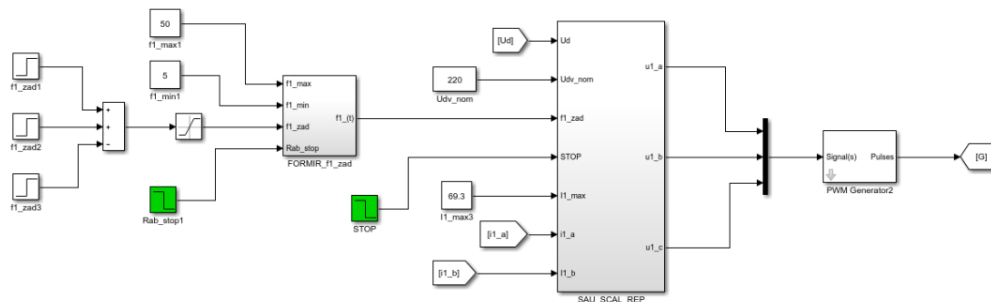 50
f1_max1
f1_zad1
5
f1_min1
f1_zad2
f1_zad3
+
+
−
f1_max
f1_min
f1_zad
Rab_stop
f1_(t)
FORMIR_f1_zad
Rab_stop1
STOP
[Ud]
220
Udv_nom
69.3
I1_max3
[i1_a]
[i1_b]
Ud
Udv_nom
f1_zad
STOP
I1_max
i1_a
I1_b
u1_a
u1_b
u1_c
SAU_SCAL_REP
Signal(s)
Pulses
PWM Generator2
[G]